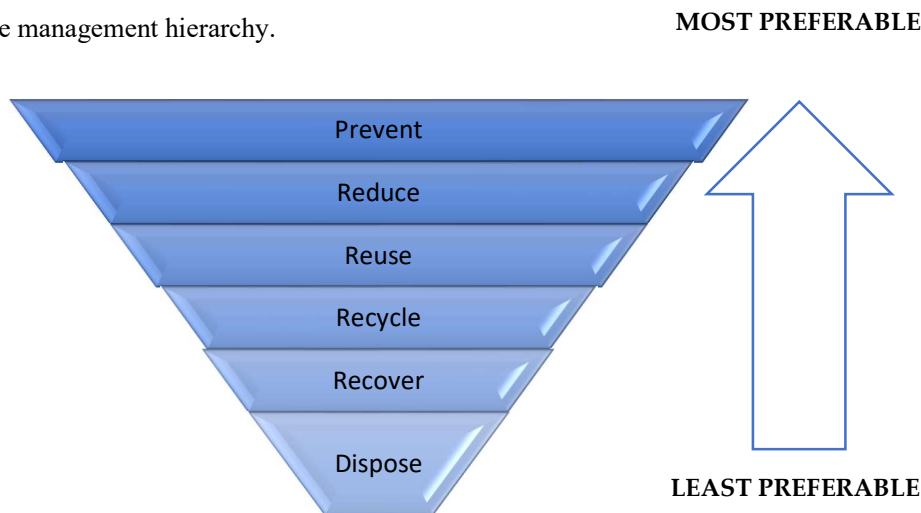 e management hierarchy.
MOST PREFERABLE
Prevent
Reduce
Reuse
Recycle
Recover
Dispose
LEAST PREFERABLE